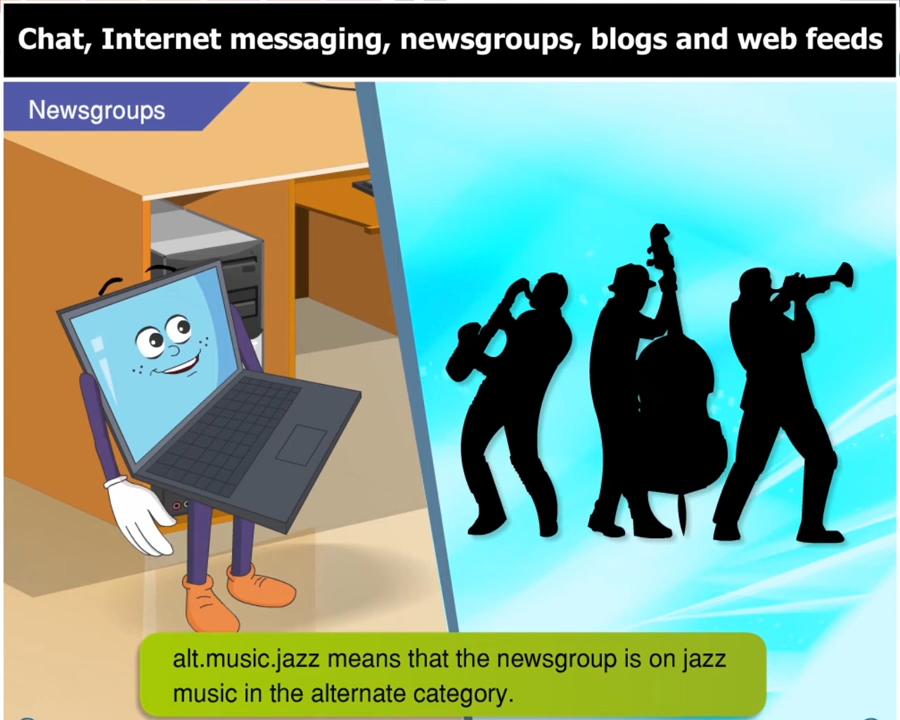 Chat, Internet messaging, newsgroups, blogs and web feeds
Newsgroups
alt.music.jazz means that the newsgroup is on jazz
music in the alternate category.